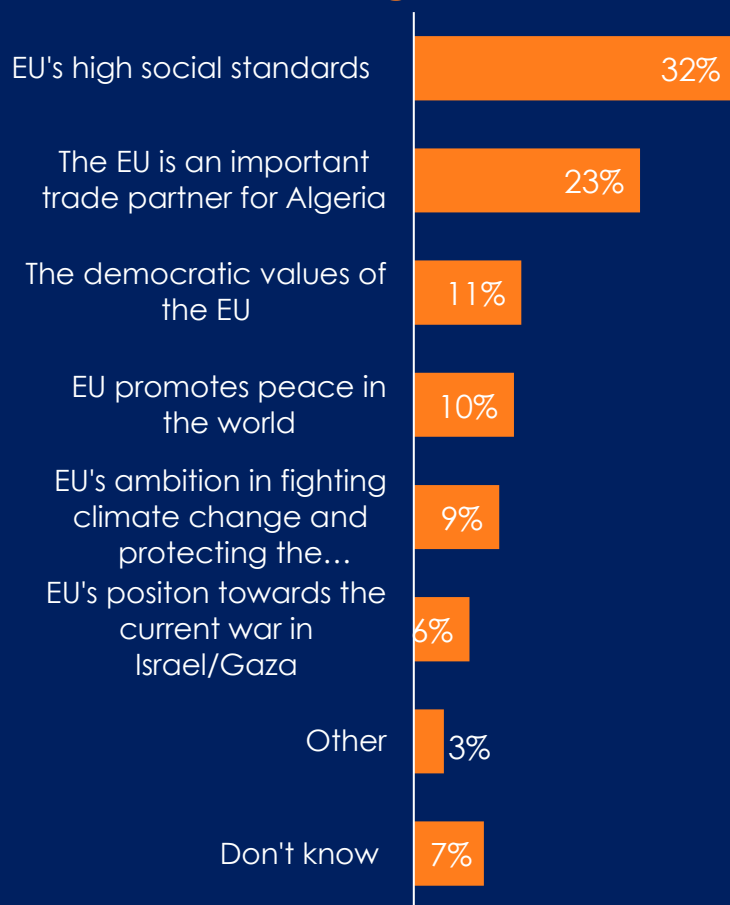 EU's high social standards
32%
The EU is an important
trade partner for Algeria
23%
The democratic values of
the EU
11%
EU promotes peace in
the world
10%
EU's ambition in fighting
climate change and
protecting the…
9%
EU's positon towards the
current war in
Israel/Gaza
6%
Other
3%
Don't know
7%